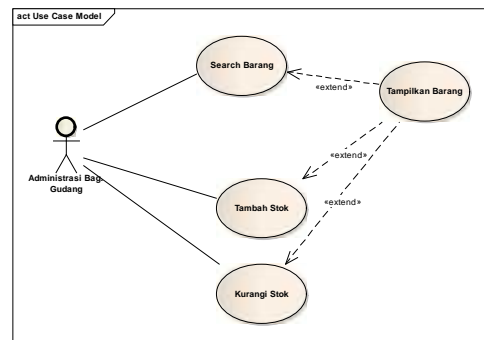 act Use Case Model
Search Barang
Tampilkan Barang
«extend»
«extend»
Administrasi Bag.
Gudang
Tambah Stok
«extend»
Kurangi Stok